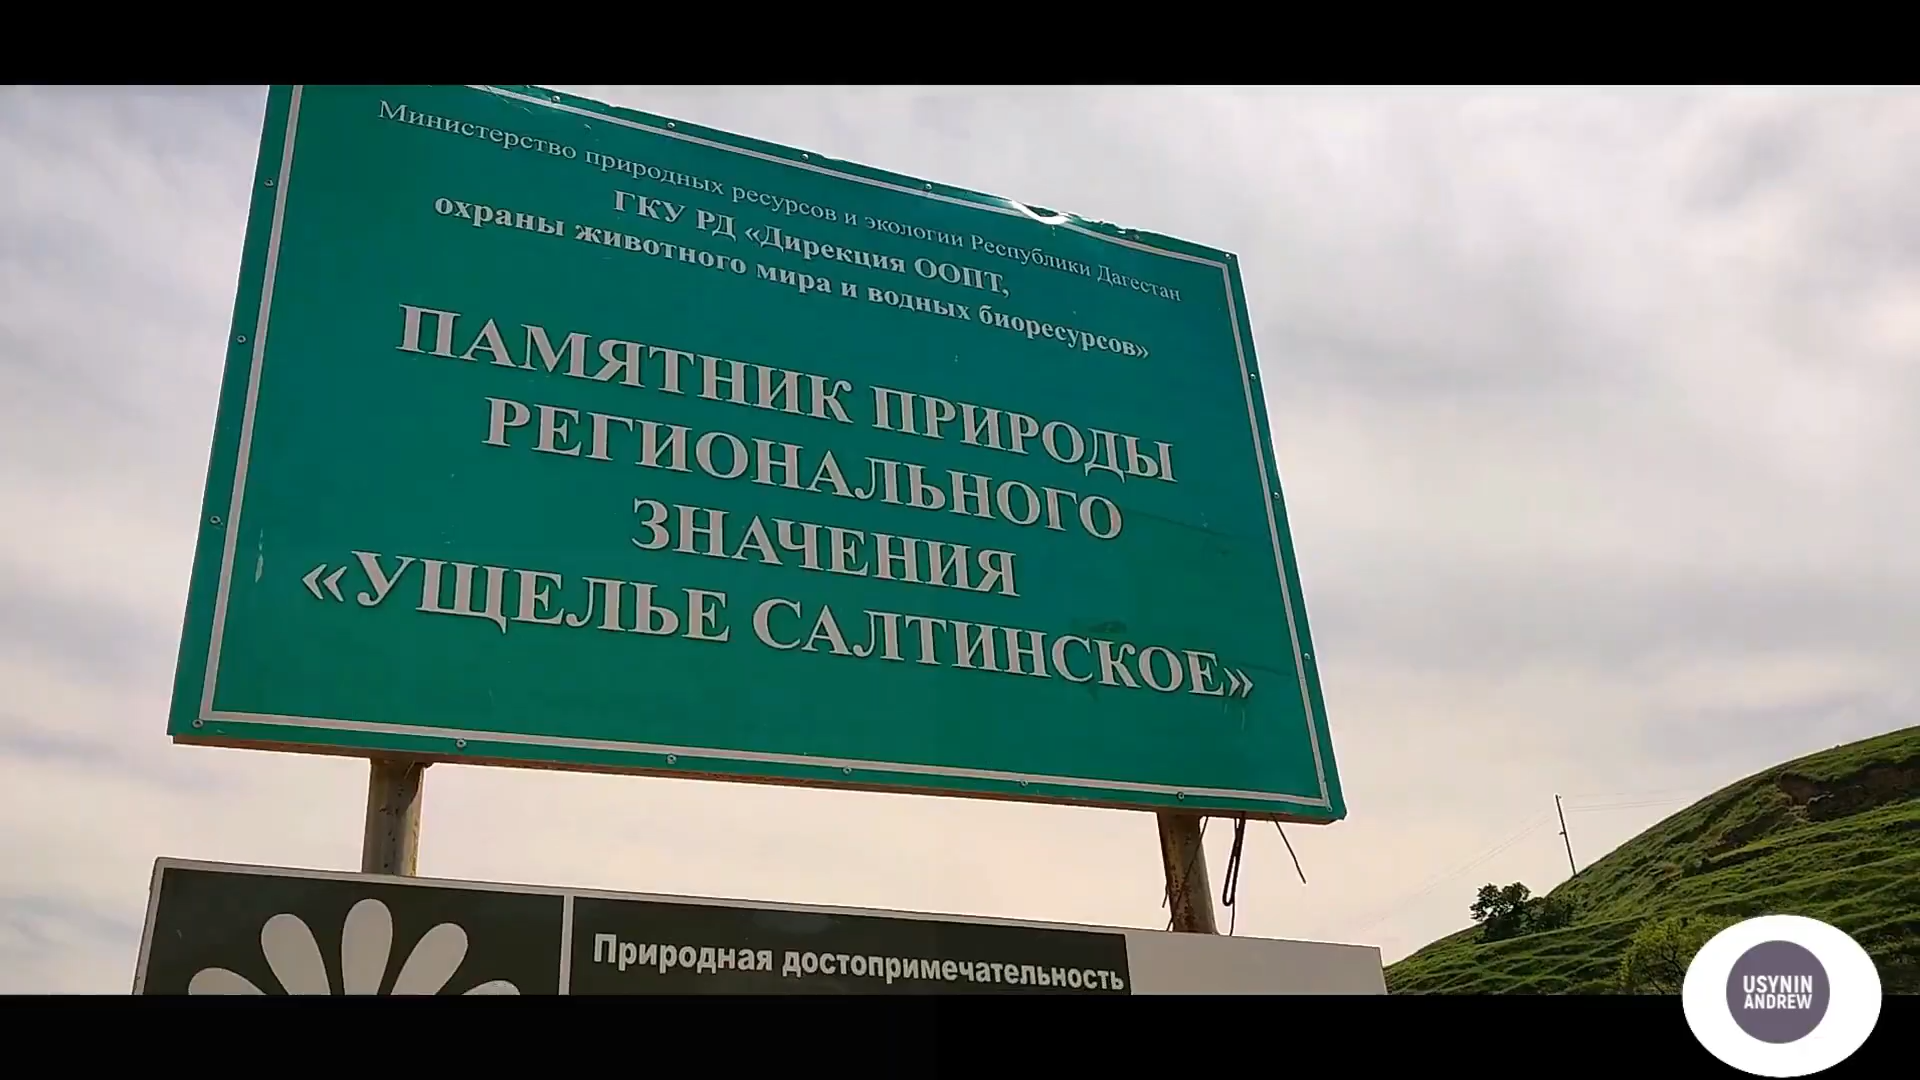 Министерство природных ресурсов и экологии Республики Дагестан
ГКУ РД «Дирекция ООПТ,
охраны животного мира и водных биоресурсов»
ПАМЯТНИК ПРИРОДЫ
РЕГИОНАЛЬНОГО
ЗНАЧЕНИЯ
«УЩЕЛЬЕ САЛТИНСКОЕ»
Природная достопримечательность
USYNIN
ANDREW